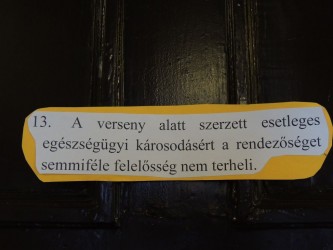 13. A verseny alatt szerzett esetleges
egészségügyi károsodásért a rendezőséget
semmiféle felelősség nem terheli.